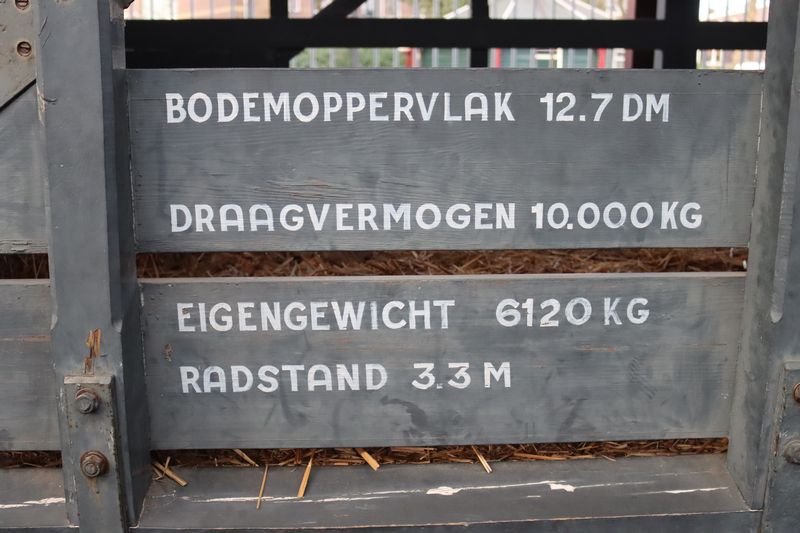 BODEMOPPERVLAK 12.7 DM
DRAAGVERMOGEN 10.000 KG
EIGENGEWICHT 6120 KG
RADSTAND 3.3 M